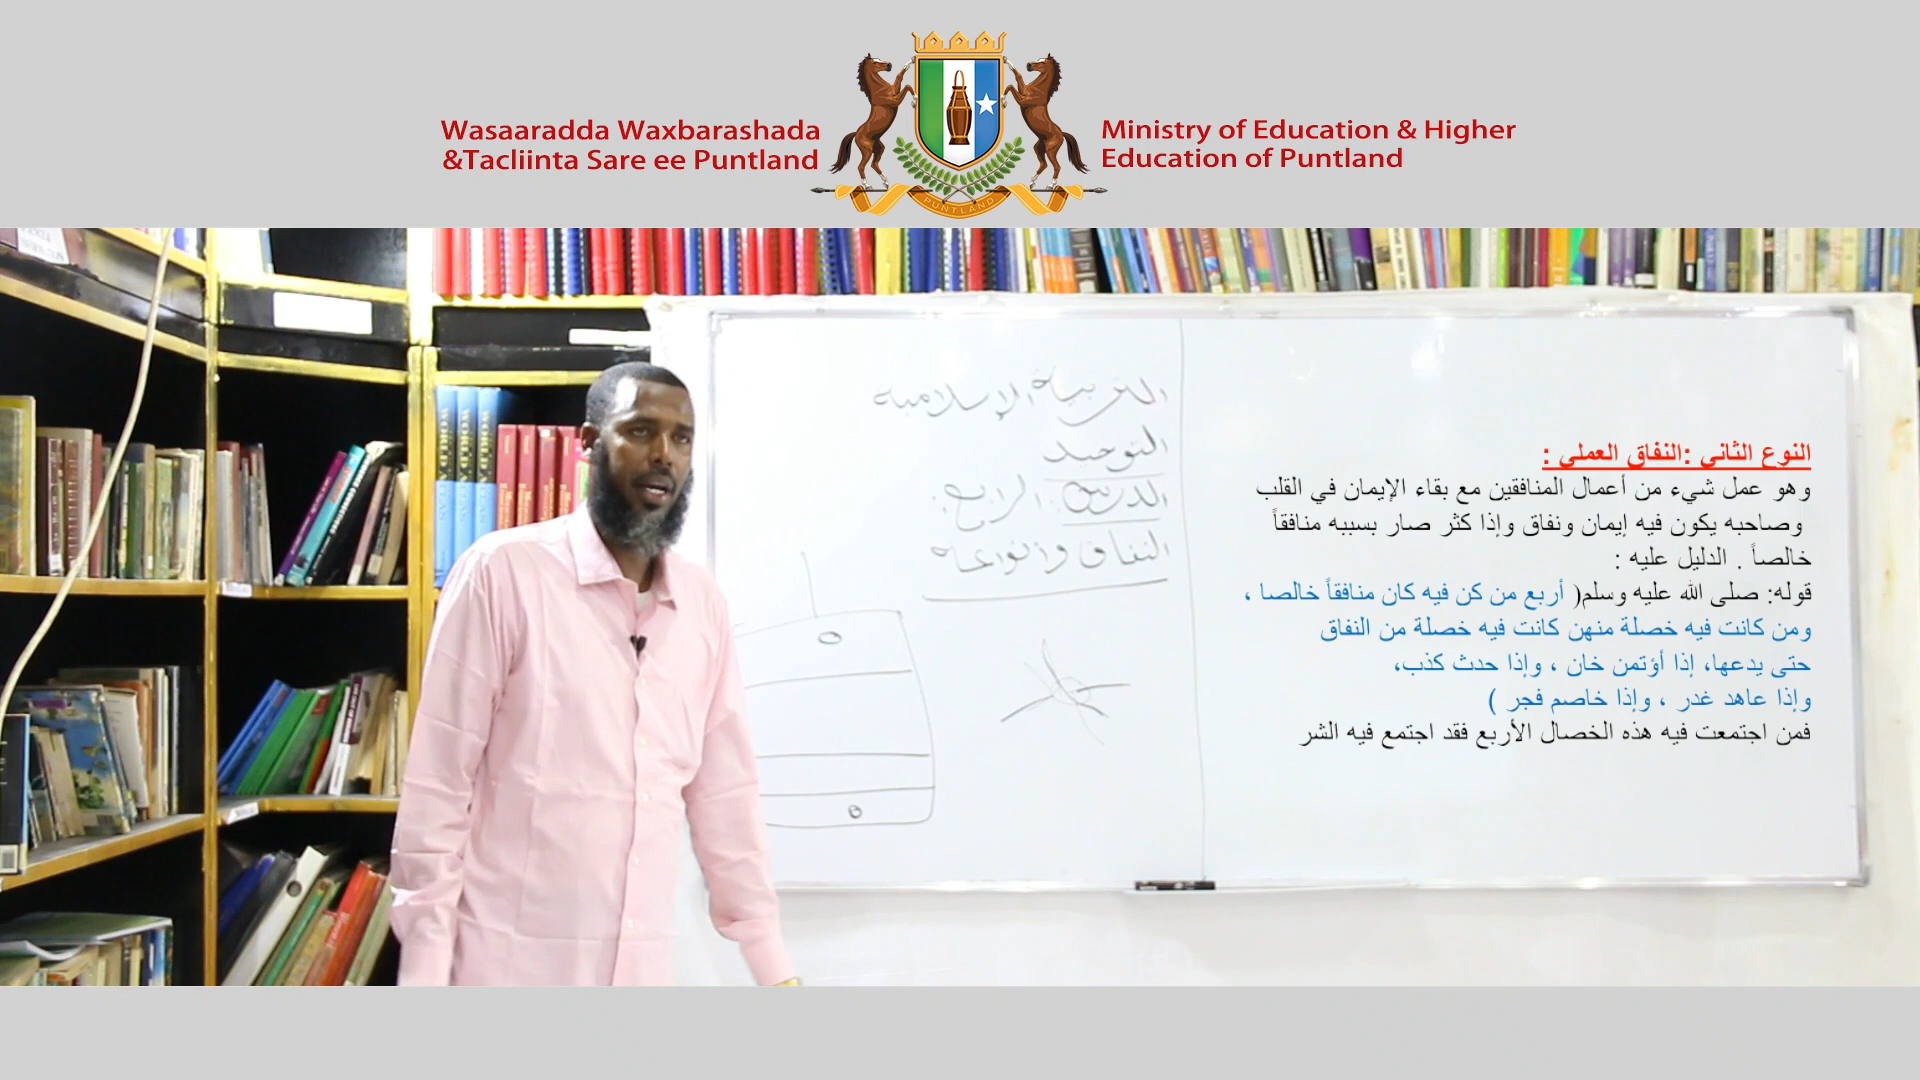 Wasaaradda Waxbarashada
&Tacliinta Sare ee Puntland
Ministry of Education & Higher
Education of Puntland
PUNTLAND
التربية الإسلامية
التوحيد
الدرس الرابع:
النفاق وأنواعه
النوع الثاني :النفاق العملي :
وهو عمل شيء من أعمال المنافقين مع بقاء الإيمان في القلب
وصاحبه يكون فيه إيمان ونفاق وإذا كثر صار بسببه منافقاً
خالصاً . الدليل عليه :
قوله: صلى الله عليه وسلم( أربع من كن فيه كان منافقاً خالصا ،
ومن كانت فيه خصلة منهن كانت فيه خصلة من النفاق
حتى يدعها، إذا أؤتمن خان ، وإذا حدث كذب،
وإذا عاهد غدر ، وإذا خاصم فجر )
فمن اجتمعت فيه هذه الخصال الأربع فقد اجتمع فيه الشر
WORLD
WORLD
WORLD